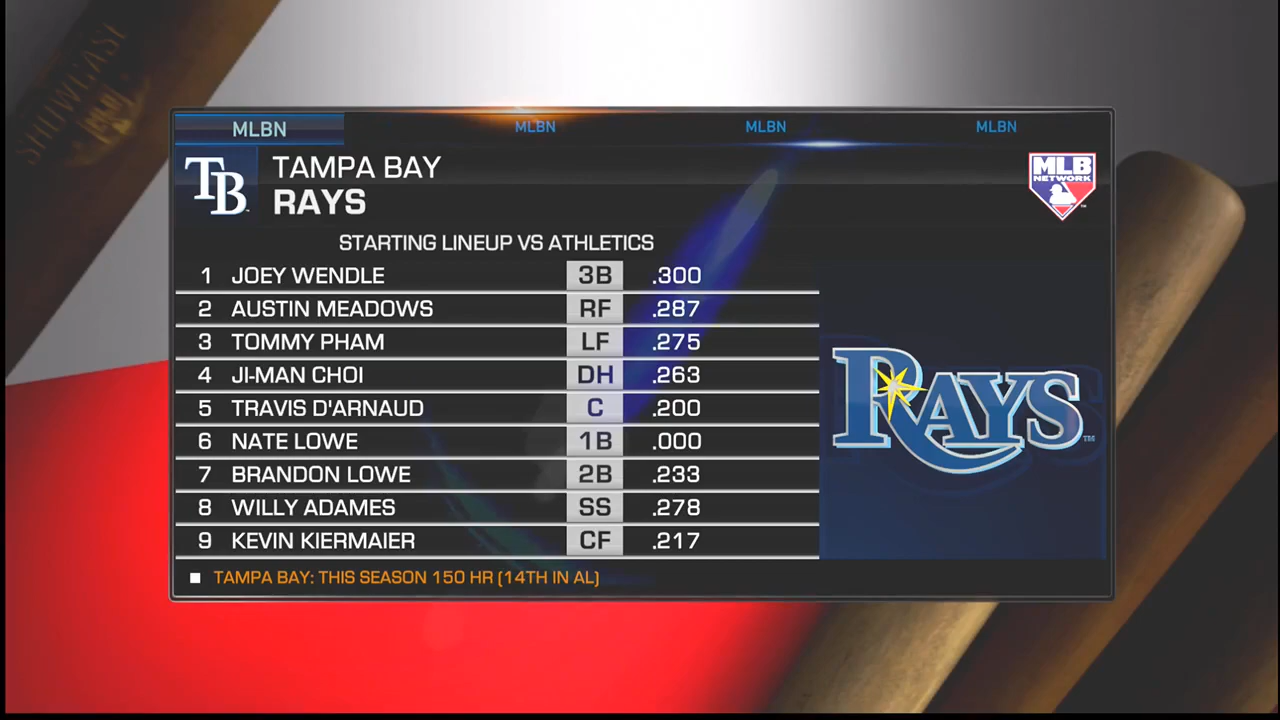 SHOWCASE
MLBN MLBN MLBN MLBN
TB TAMPA BAY
RAYS
MLB
NETWORK
STARTING LINEUP VS ATHLETICS
1 JOEY WENDLE 3B .300
2 AUSTIN MEADOWS RF .287
3 TOMMY PHAM LF .275
4 JI-MAN CHOI DH .263
5 TRAVIS D'ARNAUD C .200
6 NATE LOWE 1B .000
7 BRANDON LOWE 2B .233
8 WILLY ADAMES SS .278
9 KEVIN KIERMAIER CF .217
RAYS™
TAMPA BAY: THIS SEASON 150 HR (14TH IN AL)